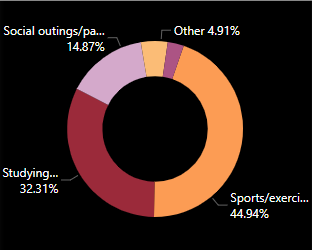 Social outings/pa...
14.87%
Other 4.91%
Studying...
32.31%
Sports/exerci...
44.94%